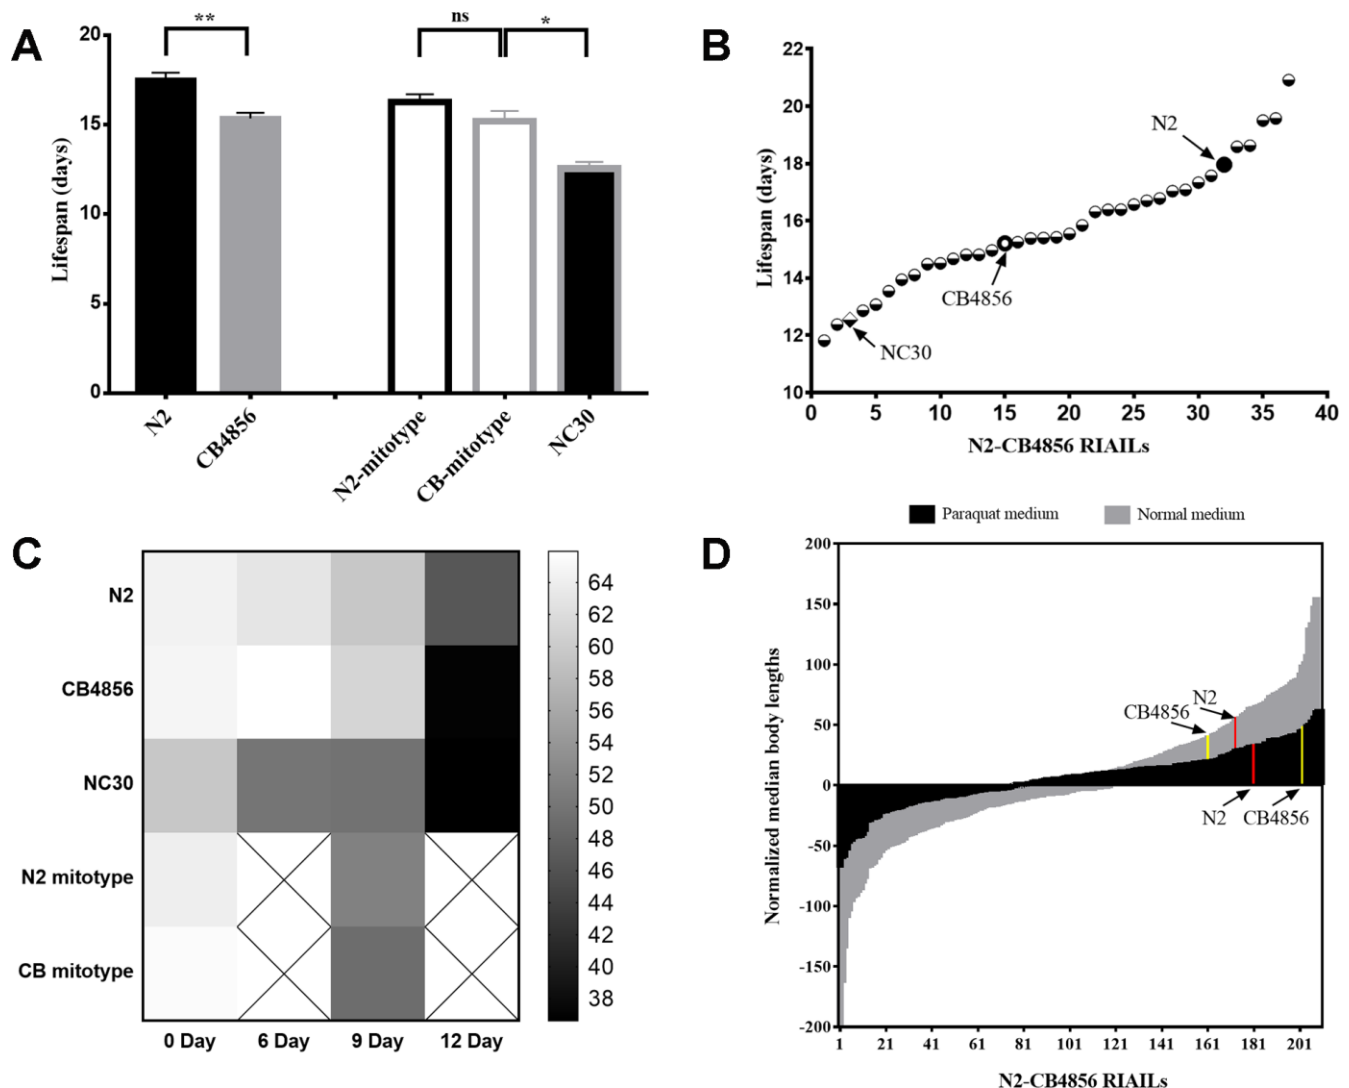 A
**
ns
*
20
15
10
5
0
Lifespan (days)
N2
CB4856
N2-mitotype
CB-mitotype
NC30
B
22
20
18
16
14
12
10
Lifespan (days)
N2
CB4856
NC30
0 5 10 15 20 25 30 35 40
N2-CB4856 RIAILs
C
N2
CB4856
NC30
N2 mitotype
CB mitotype
0 Day 6 Day 9 Day 12 Day
64
62
60
58
56
54
52
50
48
46
44
42
40
38
Paraquat medium Normal medium
D
200
150
100
50
0
-50
-100
-150
-200
Normalized median body lengths
CB4856 N2
N2 CB4856
1 21 41 61 81 101 121 141 161 181 201
N2-CB4856 RIAILs